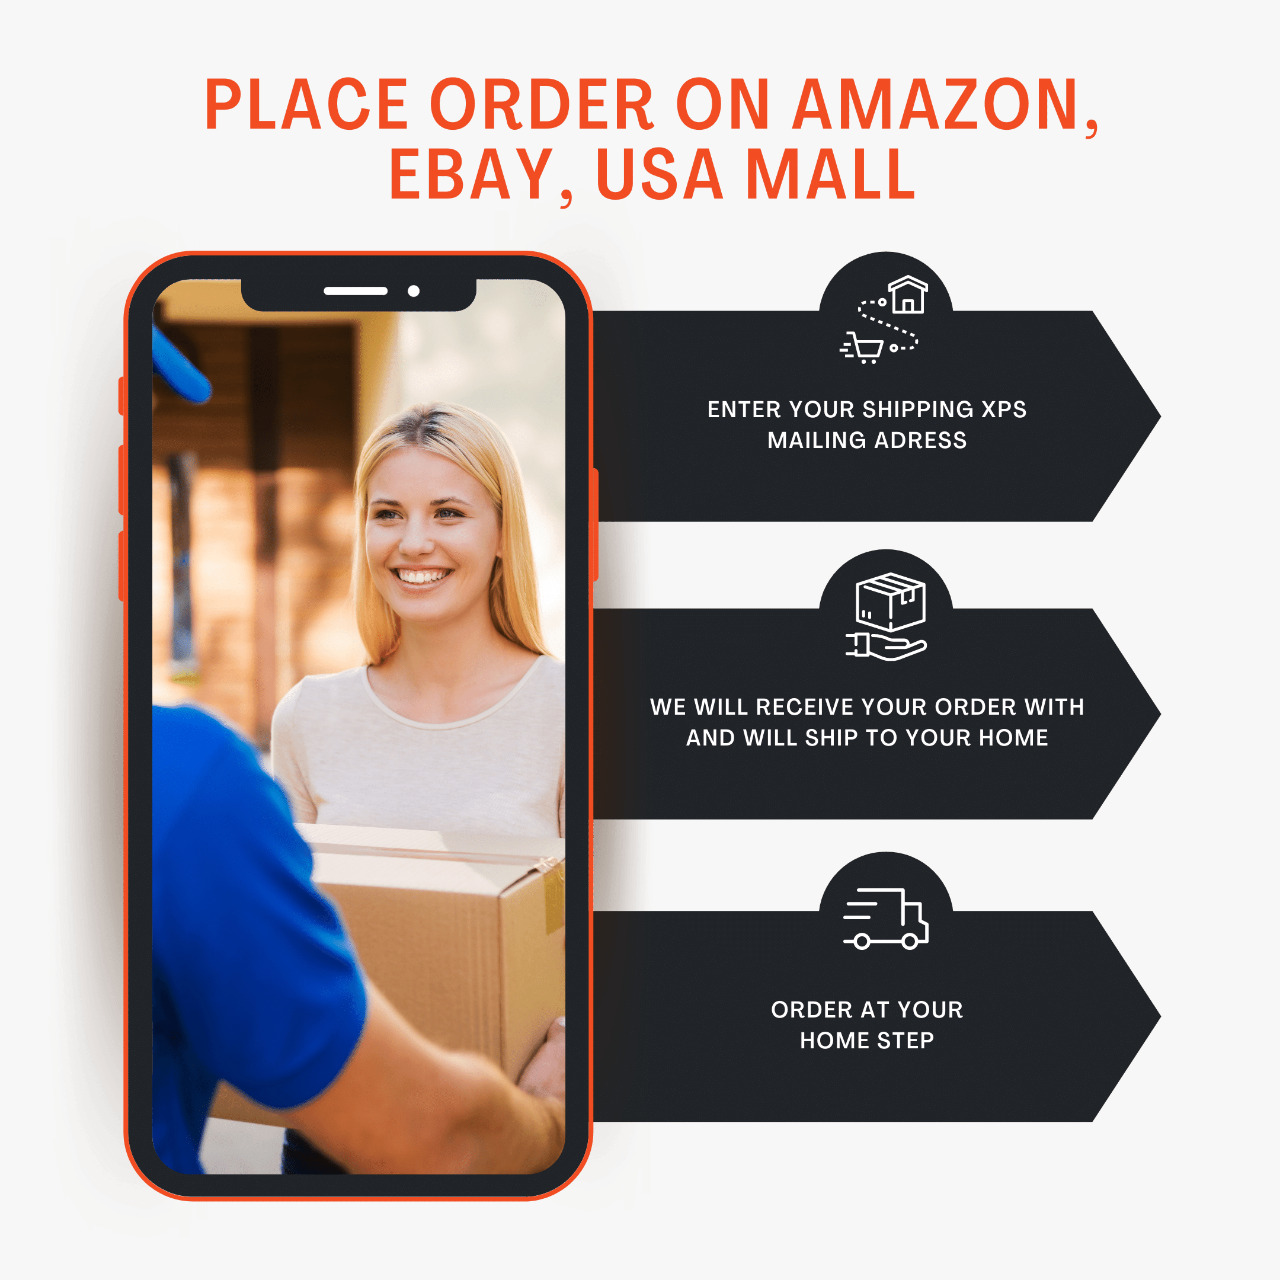 PLACE ORDER ON AMAZON,
EBAY, USA MALL
ENTER YOUR SHIPPING XPS
MAILING ADRESS
WE WILL RECEIVE YOUR ORDER WITH
AND WILL SHIP TO YOUR HOME
ORDER AT YOUR
HOME STEP